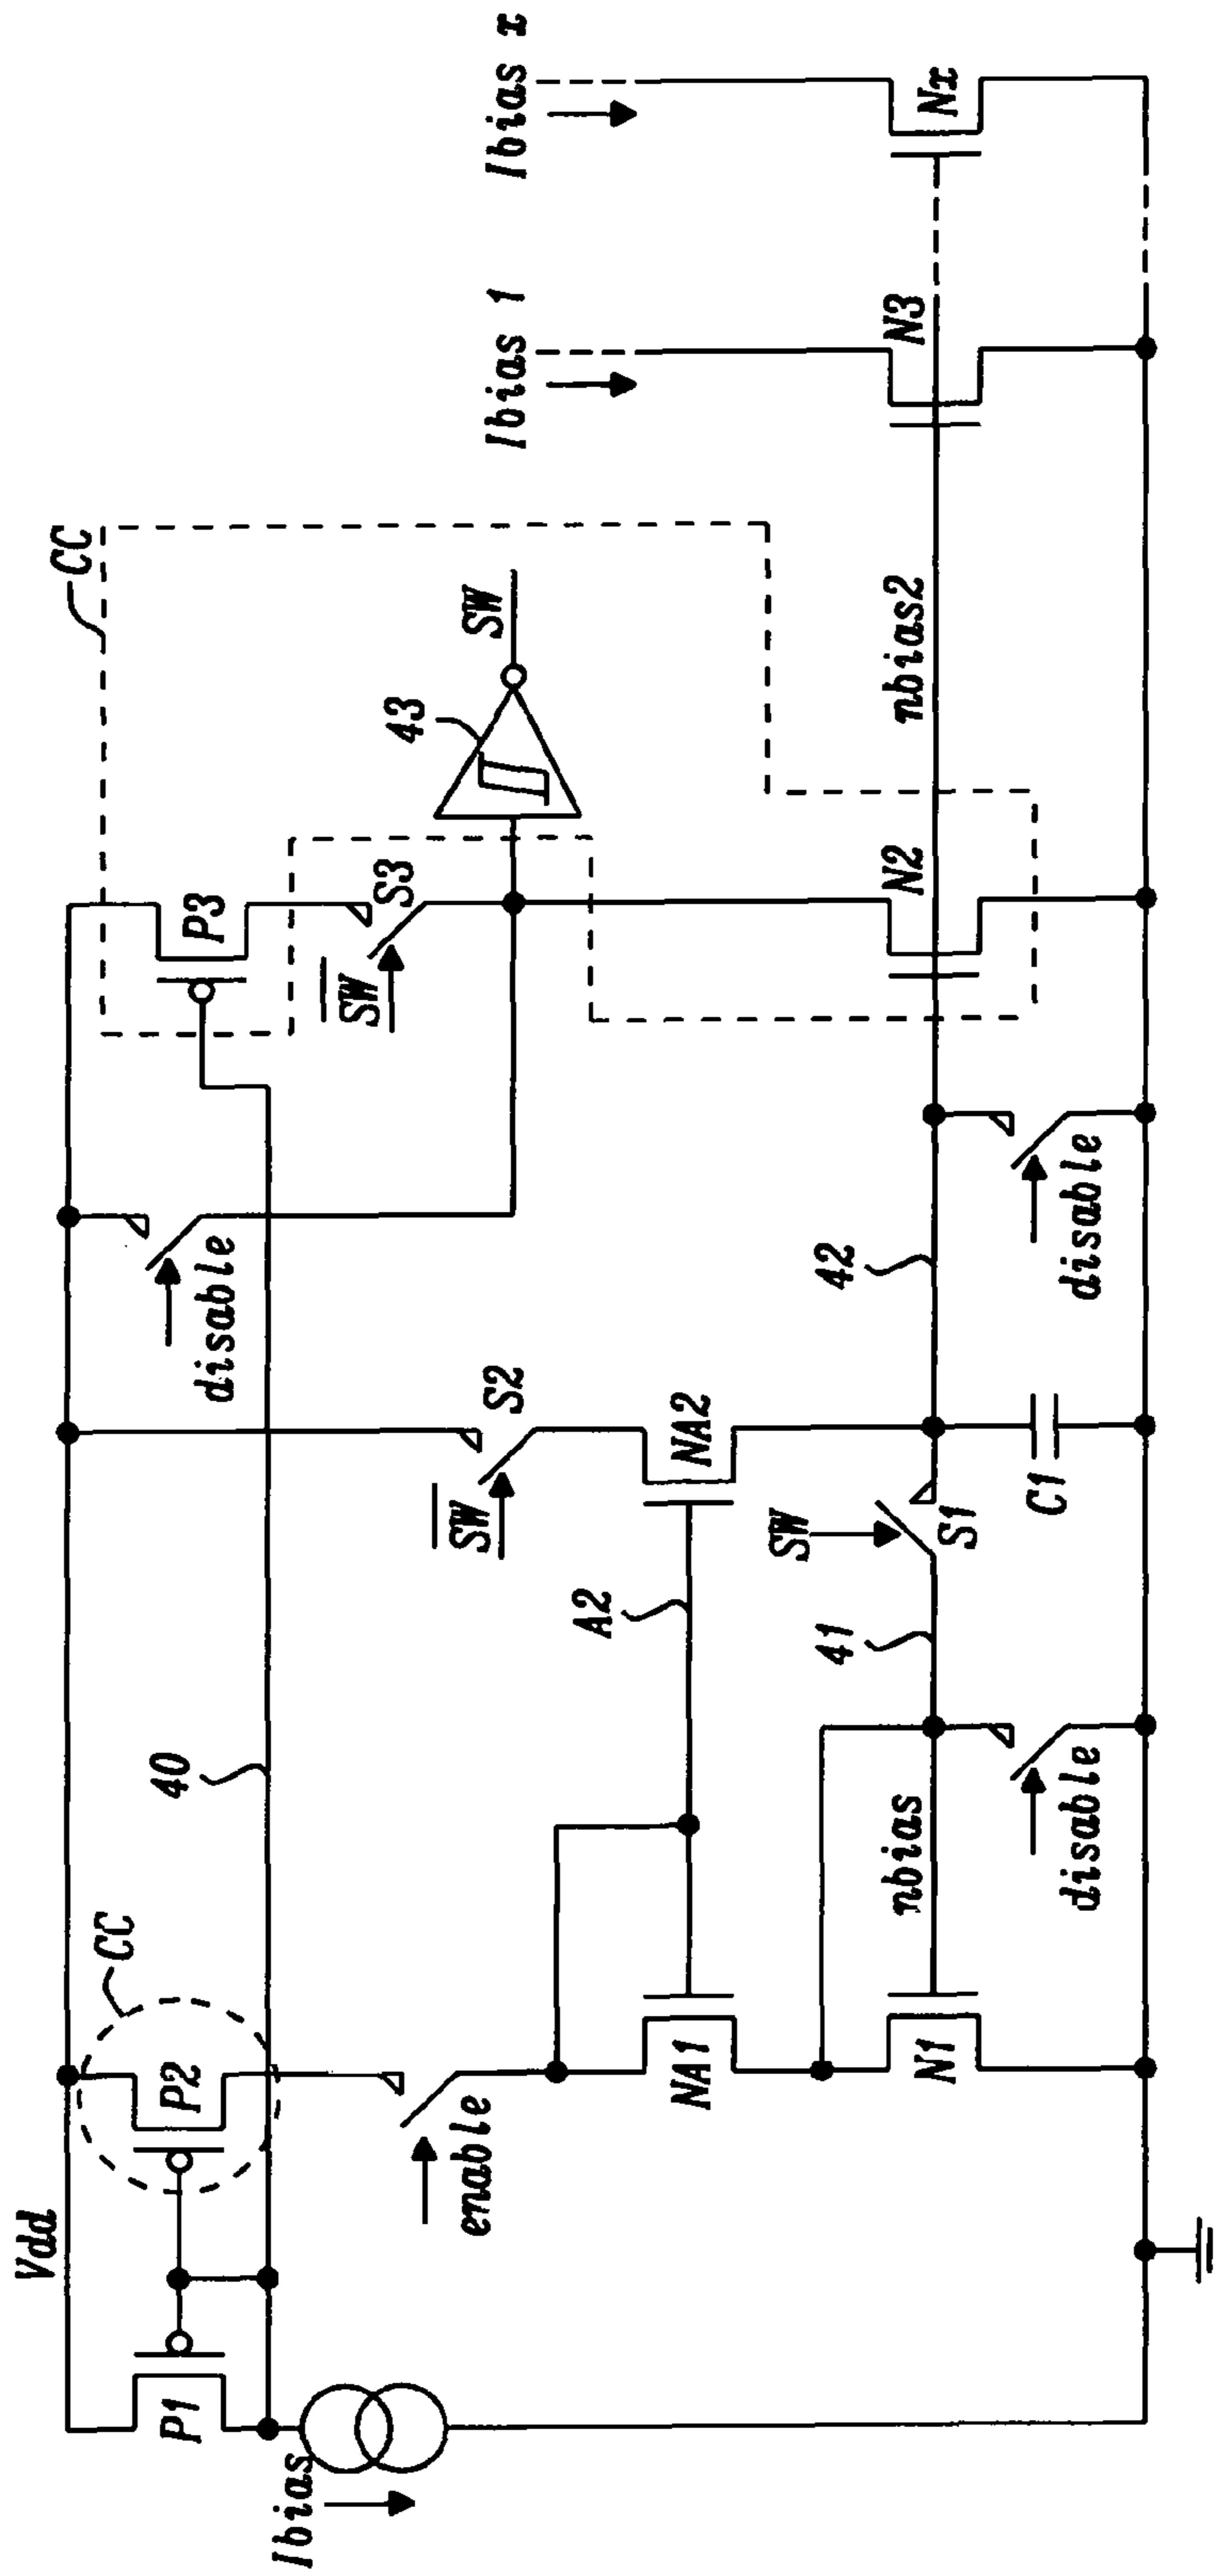 Vdd
P1
Ibias
P2
CC
40
enable
NA1
N1
nbias
disable
A2
41
SW
S1
C1
NA2
S2
SW
42
disable
disable
P3
SW
S3
CC
43
SW
N2
nbias2
N3
Ibias 1
Nx
Ibias x